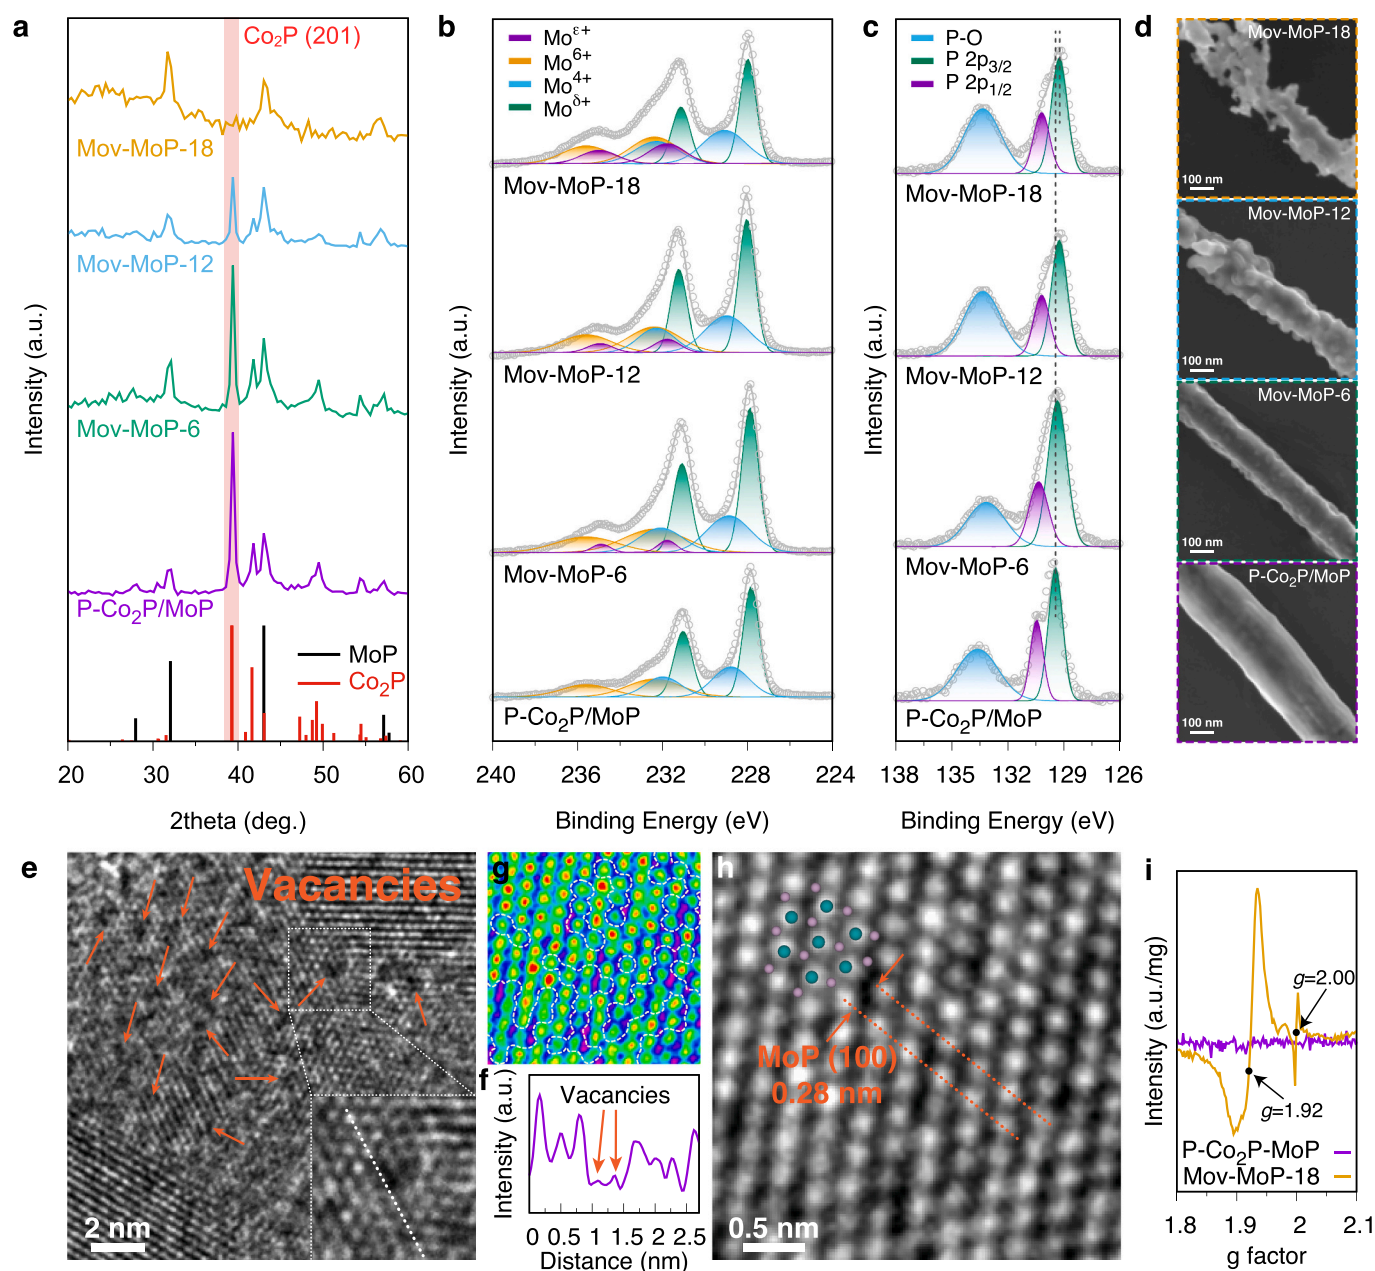 a
Co₂P (201)
Mov-MoP-18
Mov-MoP-12
Mov-MoP-6
P-Co₂P/MoP
MoP
Co₂P
Intensity (a.u.)
20 30 40 50 60
2theta (deg.)
b
Moᵋ⁺
Mo⁶⁺
Mo⁴⁺
Moᵟ⁺
Mov-MoP-18
Mov-MoP-12
Mov-MoP-6
P-Co₂P/MoP
Intensity (a.u.)
240 236 232 228 224
Binding Energy (eV)
c
P-O
P 2p₃/₂
P 2p₁/₂
Mov-MoP-18
Mov-MoP-12
Mov-MoP-6
P-Co₂P/MoP
Intensity (a.u.)
138 135 132 129 126
Binding Energy (eV)
d
Mov-MoP-18
100 nm
Mov-MoP-12
100 nm
Mov-MoP-6
100 nm
P-Co₂P/MoP
100 nm
e
Vacancies
2 nm
g
f
Vacancies
Intensity (a.u.)
0 0.5 1 1.5 2 2.5
Distance (nm)
h
MoP (100)
0.28 nm
0.5 nm
i
g=2.00
g=1.92
P-Co₂P-MoP
Mov-MoP-18
Intensity (a.u./mg)
1.8 1.9 2 2.1
g factor